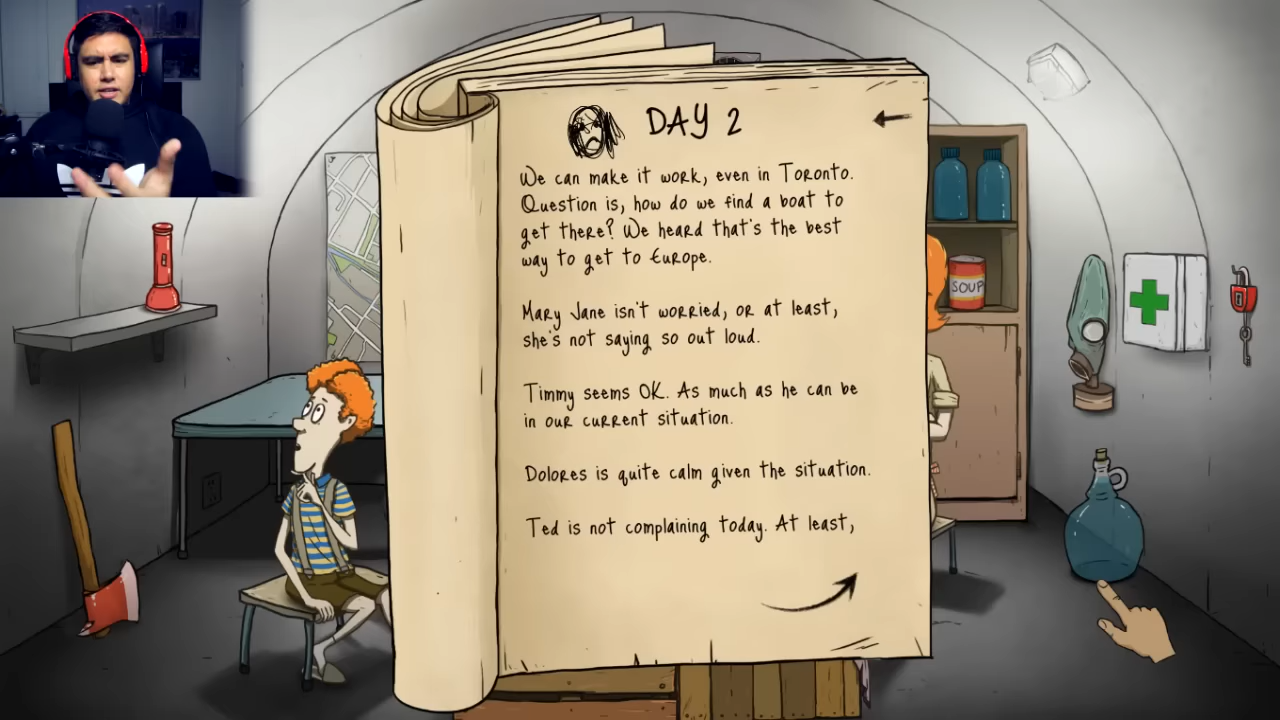 DAY 2
We can make it work, even in Toronto.
Question is, how do we find a boat to
get there? We heard that's the best
way to get to Europe.
Mary Jane isn't worried, or at least,
she's not saying so out loud.
Timmy seems OK. As much as he can be
in our current situation.
Dolores is quite calm given the situation.
Ted is not complaining today. At least,
SOUP